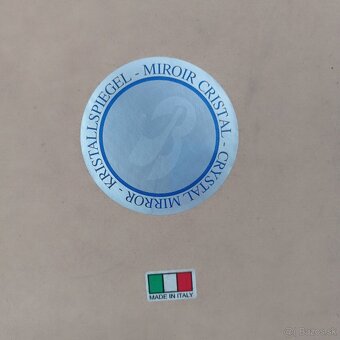 KRISTALLSPIEGEL - MIROIR CRISTAL - CRYSTAL MIRROR -
B
MADE IN ITALY